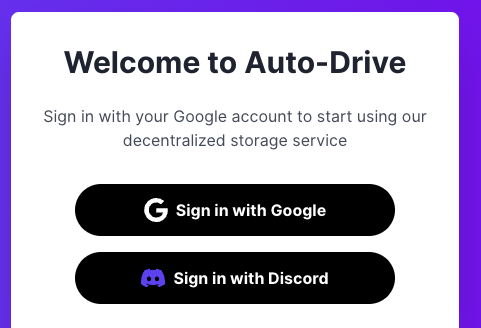 Welcome to Auto-Drive
Sign in with your Google account to start using our
decentralized storage service
Sign in with Google
Sign in with Discord